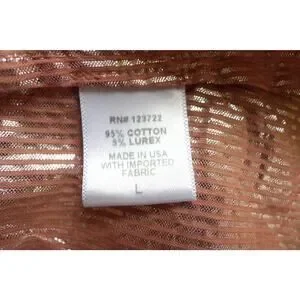 RN# 123722
95% COTTON
5% LUREX
MADE IN USA
WITH IMPORTED
FABRIC
L